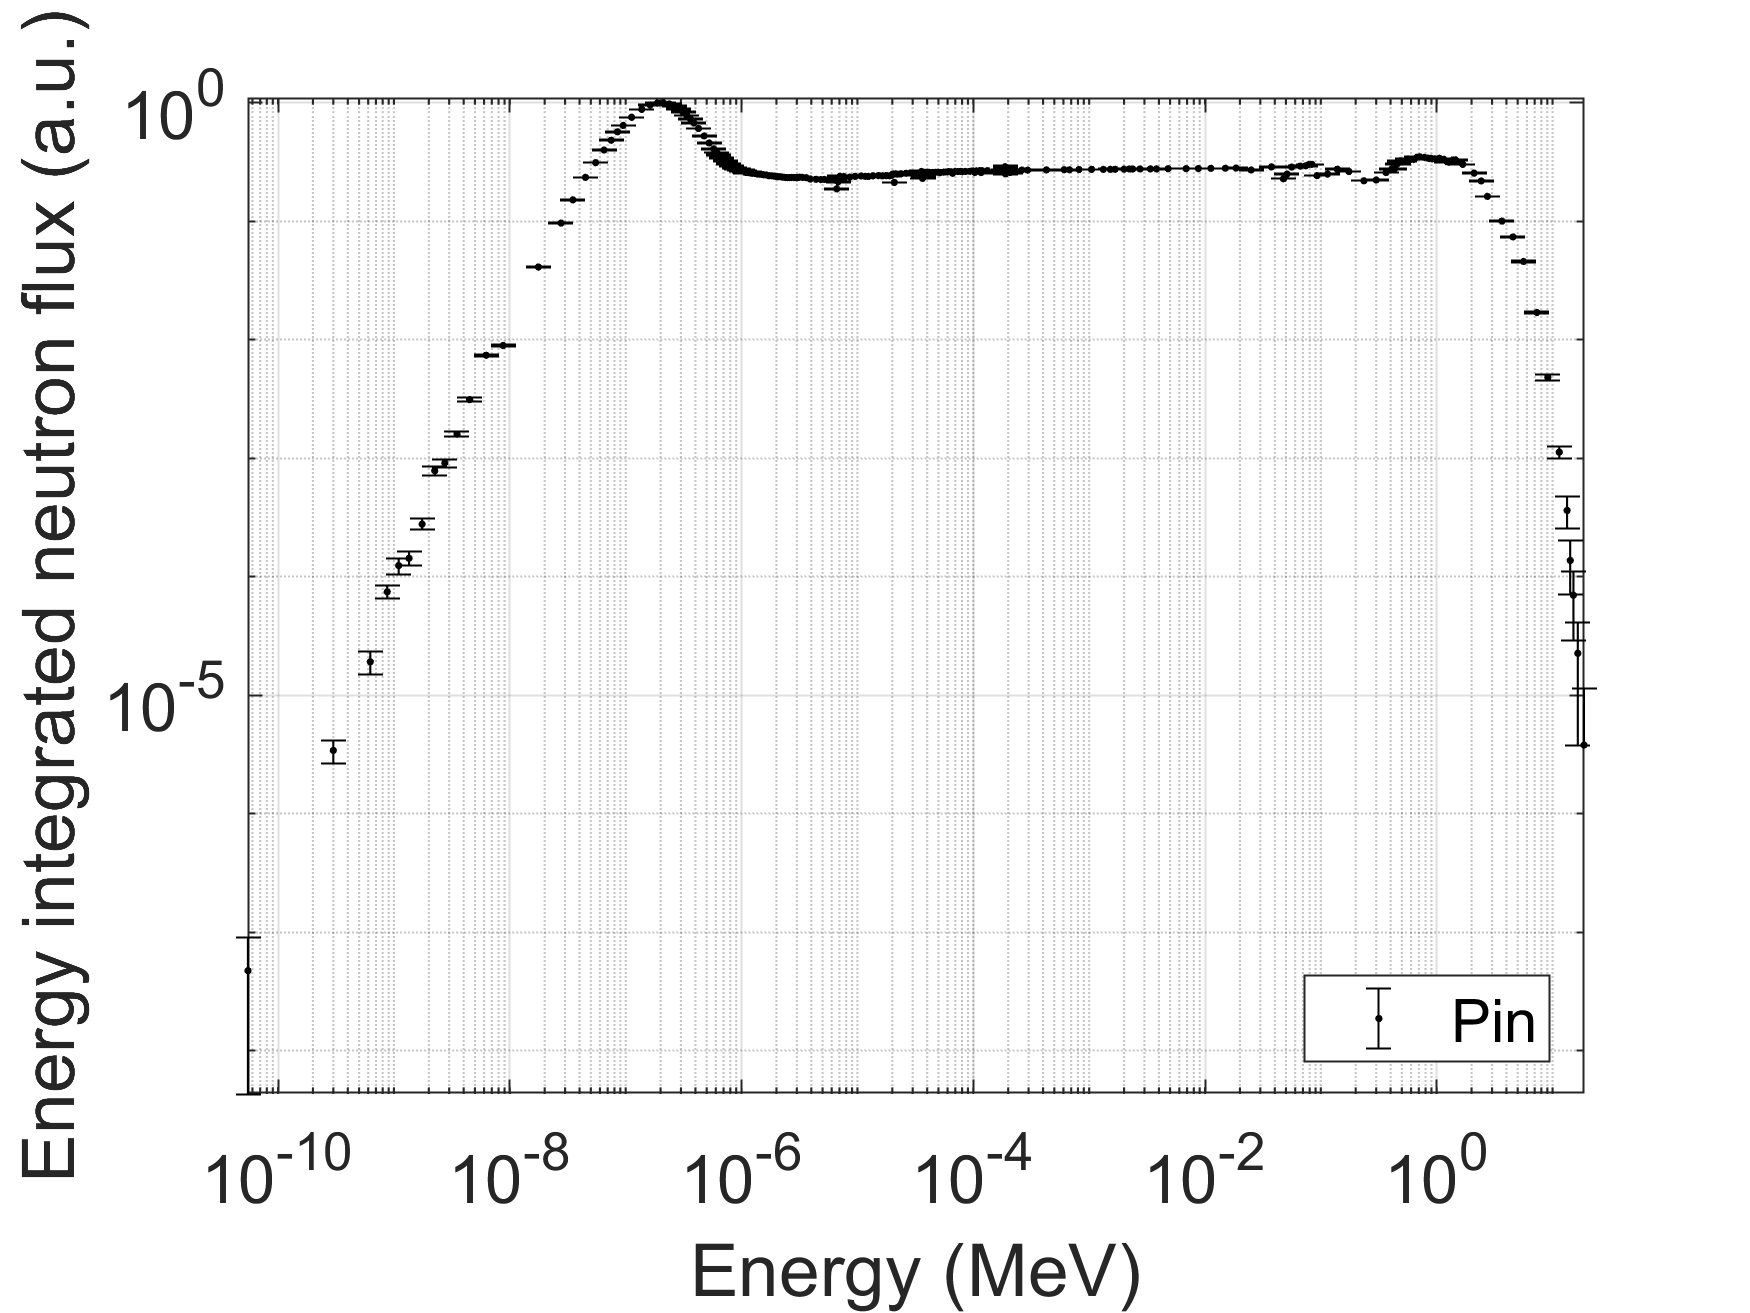 Energy integrated neutron flux (a.u.)
10^0
10^-5
Pin
10^-10 10^-8 10^-6 10^-4 10^-2 10^0
Energy (MeV)